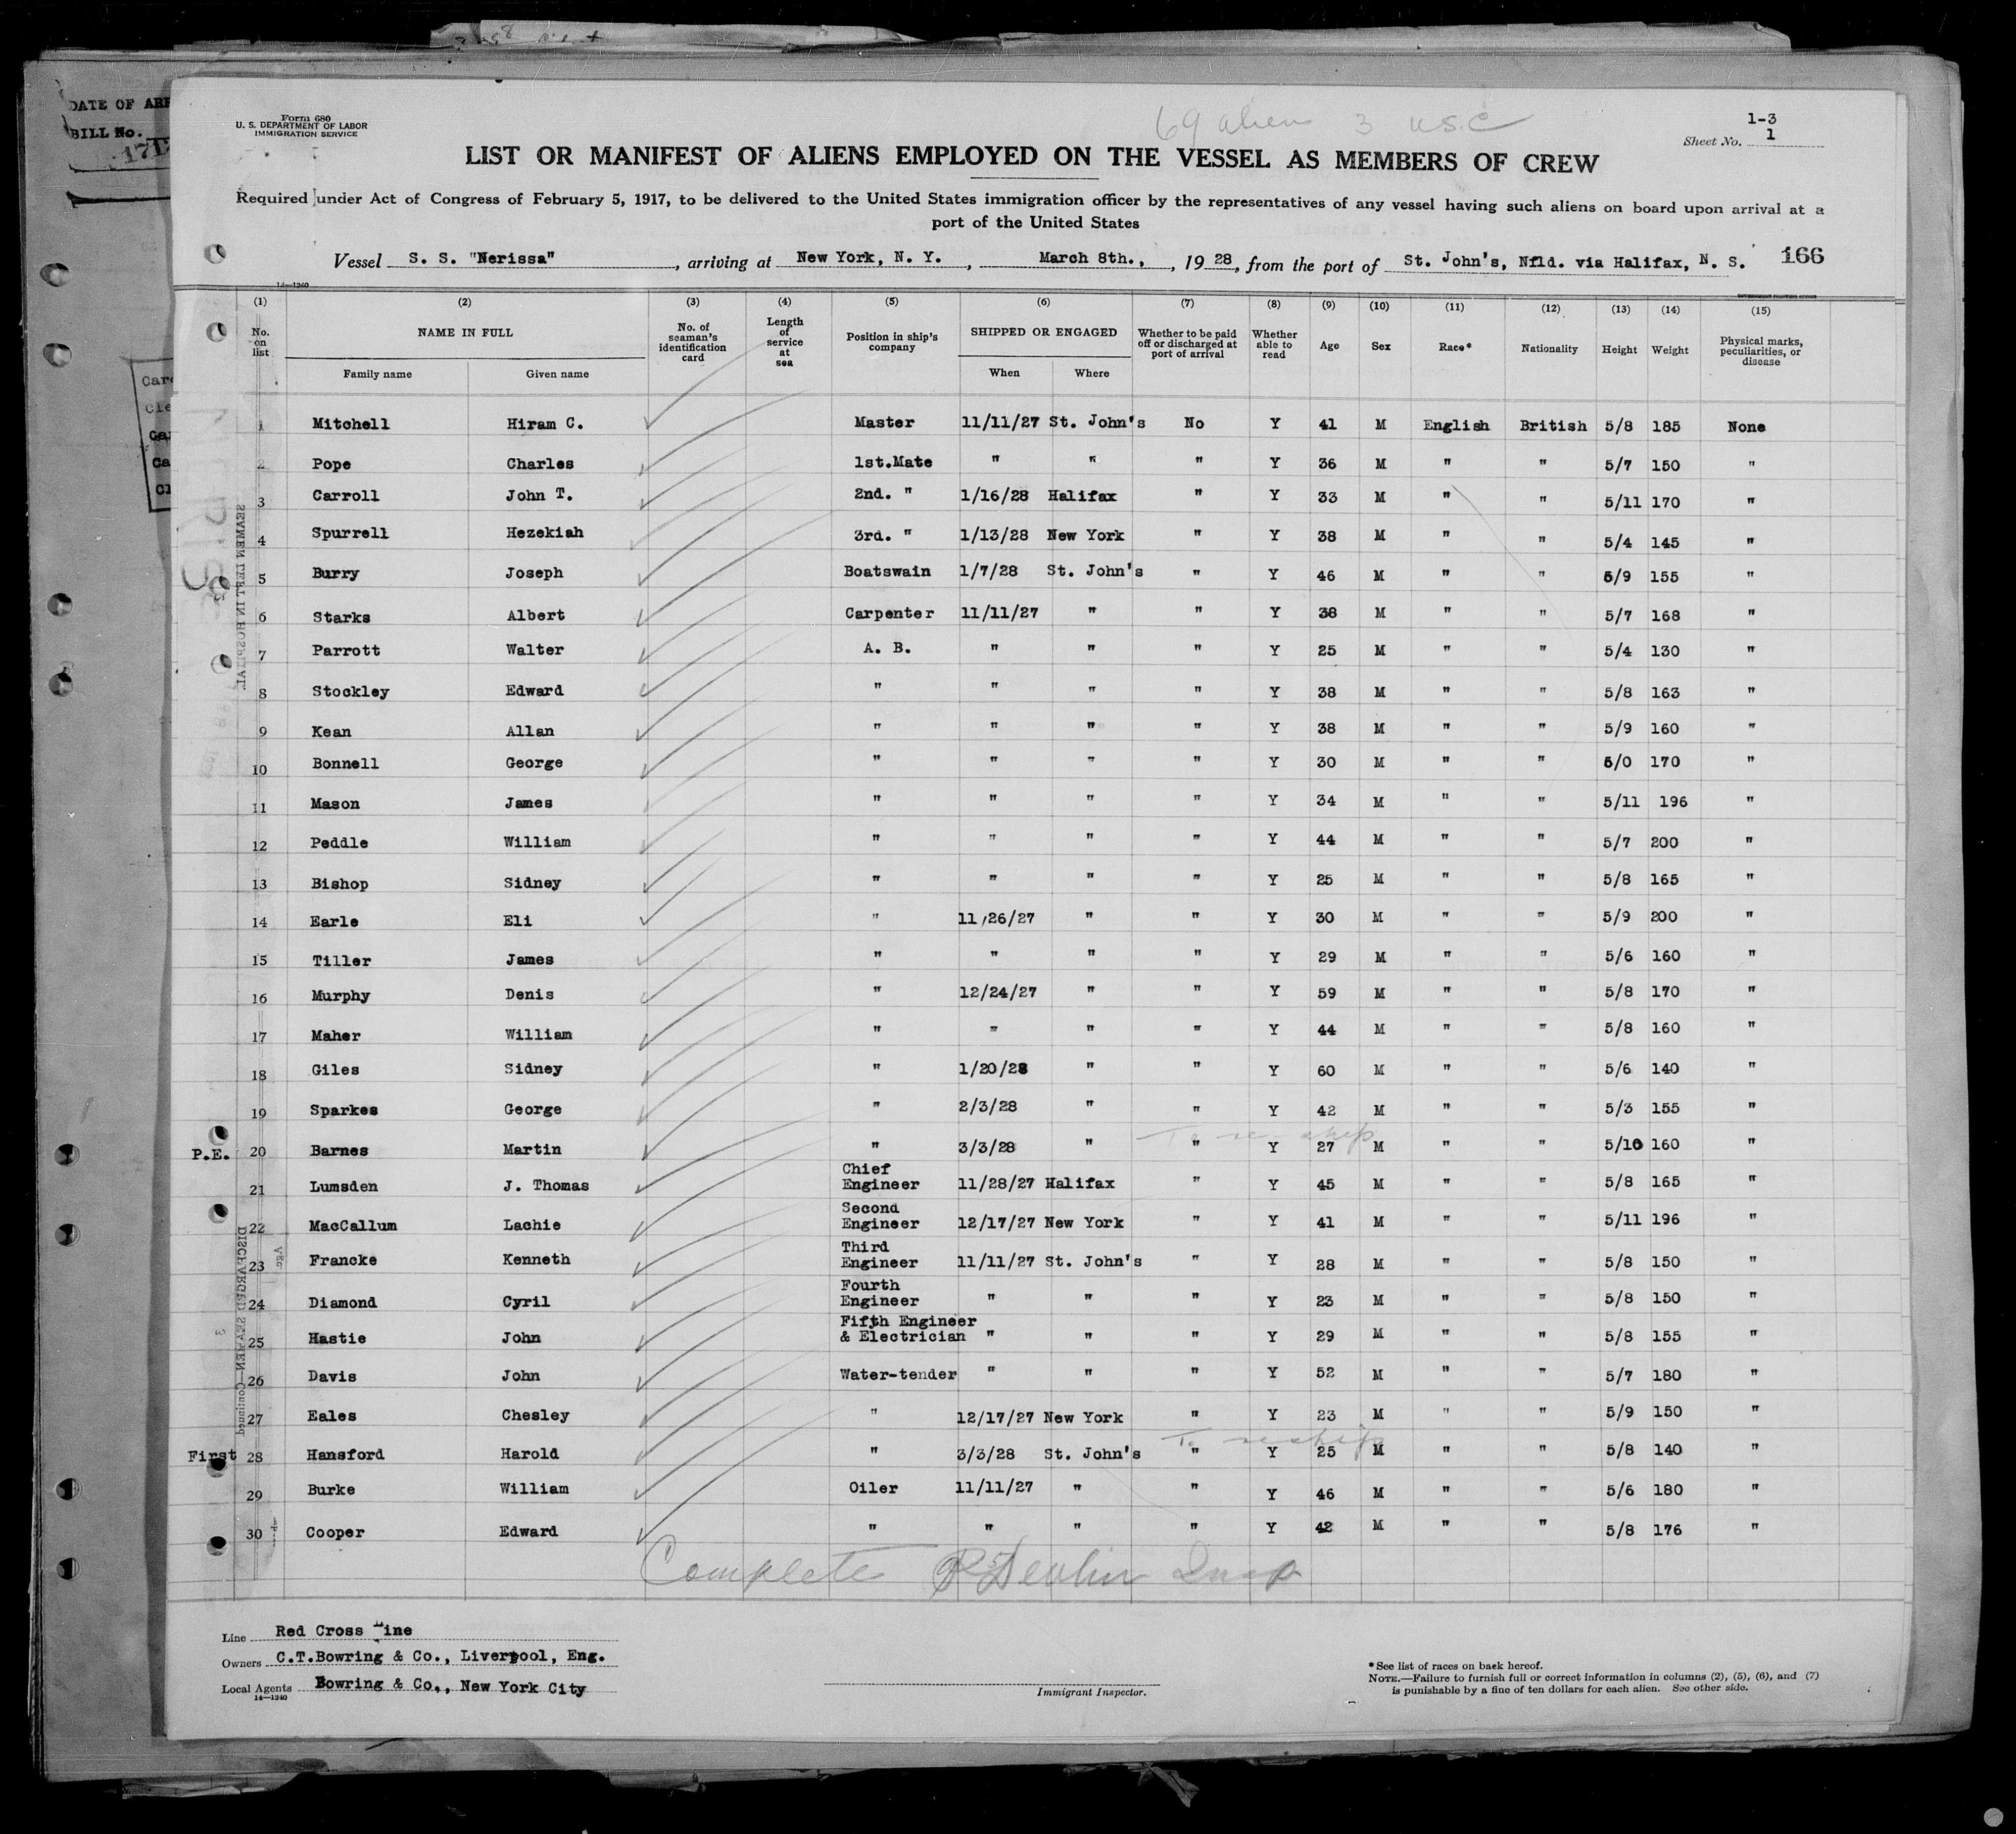 DATE OF ARR
BILL No.
Form 680
U. S. DEPARTMENT OF LABOR
IMMIGRATION SERVICE
69 aliens 3 U.S.C
1-3
Sheet No. 1
LIST OR MANIFEST OF ALIENS EMPLOYED ON THE VESSEL AS MEMBERS OF CREW
Required under Act of Congress of February 5, 1917, to be delivered to the United States immigration officer by the representatives of any vessel having such aliens on board upon arrival at a
port of the United States
Vessel S. S. "Nerissa", arriving at New York, N. Y., March 8th., , 1928, from the port of St. John's, Nfld. via Halifax, N. S. 166
14—1240
(1) (2) (3) (4) (5) (6) (7) (8) (9) (10) (11) (12) (13) (14) (15)
No. on list NAME IN FULL No. of seaman's identification card Length of service at sea Position in ship's company SHIPPED OR ENGAGED Whether to be paid off or discharged at port of arrival Whether able to read Age Sex Race* Nationality Height Weight Physical marks, peculiarities, or disease
Family name Given name When Where
1 Mitchell Hiram C. Master 11/11/27 St. John's No Y 41 M English British 5/8 185 None
2 Pope Charles 1st.Mate " " " Y 36 M " " 5/7 150 "
3 Carroll John T. 2nd. " 1/16/28 Halifax " Y 33 M " " 5/11 170 "
4 Spurrell Hezekiah 3rd. " 1/13/28 New York " Y 38 M " " 5/4 145 "
5 Burry Joseph Boatswain 1/7/28 St. John's " Y 46 M " " 5/9 155 "
6 Starks Albert Carpenter 11/11/27 " " Y 38 M " " 5/7 168 "
7 Parrott Walter A. B. " " " Y 25 M " " 5/4 130 "
8 Stockley Edward " " " " Y 38 M " " 5/8 163 "
9 Kean Allan " " " " Y 38 M " " 5/9 160 "
10 Bonnell George " " " " Y 30 M " " 6/0 170 "
11 Mason James " " " " Y 34 M " " 5/11 196 "
12 Peddle William " " " " Y 44 M " " 5/7 200 "
13 Bishop Sidney " " " " Y 25 M " " 5/8 165 "
14 Earle Eli " 11/26/27 " " Y 30 M " " 5/9 200 "
15 Tiller James " " " " Y 29 M " " 5/6 160 "
16 Murphy Denis " 12/24/27 " " Y 59 M " " 5/8 170 "
17 Maher William " " " " Y 44 M " " 5/8 160 "
18 Giles Sidney " 1/20/28 " " Y 60 M " " 5/6 140 "
19 Sparkes George " 2/3/28 " " Y 42 M " " 5/3 155 "
To re ship
P.E. 20 Barnes Martin " 3/3/28 " " Y 27 M " " 5/10 160 "
21 Lumsden J. Thomas Chief Engineer 11/28/27 Halifax " Y 45 M " " 5/8 165 "
22 MacCallum Lachie Second Engineer 12/17/27 New York " Y 41 M " " 5/11 196 "
23 Francke Kenneth Third Engineer 11/11/27 St. John's " Y 28 M " " 5/8 150 "
24 Diamond Cyril Fourth Engineer " " " Y 23 M " " 5/8 150 "
25 Hastie John Fifth Engineer & Electrician " " " Y 29 M " " 5/8 155 "
26 Davis John Water-tender " " " Y 52 M " " 5/7 180 "
27 Eales Chesley " 12/17/27 New York " Y 23 M " " 5/9 150 "
To reship
First 28 Hansford Harold " 3/3/28 St. John's " Y 25 M " " 5/8 140 "
29 Burke William Oiler 11/11/27 " " Y 46 M " " 5/6 180 "
30 Cooper Edward " " " " Y 42 M " " 5/8 176 "
Complete
Line Red Cross Line
Owners C.T.Bowring & Co., Liverpool, Eng.
Local Agents Bowring & Co., New York City
14—1240
Immigrant Inspector.
*See list of races on back hereof.
NOTE.—Failure to furnish full or correct information in columns (2), (5), (6), and (7)
is punishable by a fine of ten dollars for each alien. See other side.